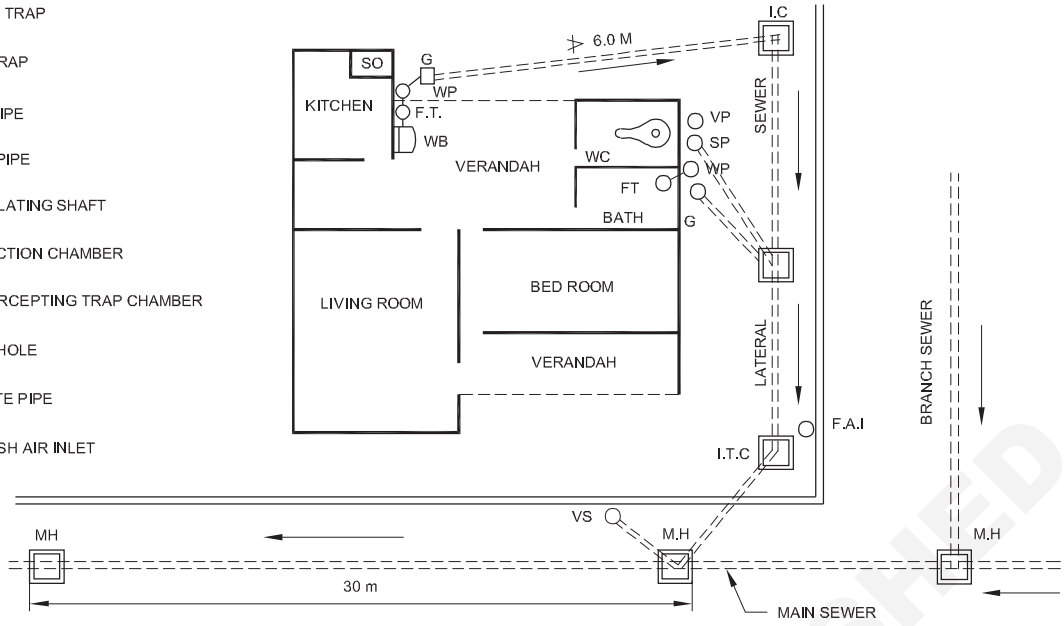 TRAP
RAP
IPE
PIPE
LATING SHAFT
CTION CHAMBER
RCEPTING TRAP CHAMBER
HOLE
TE PIPE
SH AIR INLET
I.C
6.0 M
SO
G
KITCHEN
WP
F.T.
WB
VERANDAH
WC
VP
SP
WP
FT
BATH
G
SEWER
LIVING ROOM
BED ROOM
VERANDAH
LATERAL
F.A.I
I.T.C
BRANCH SEWER
VS
MH
M.H
M.H
30 m
MAIN SEWER
SHED